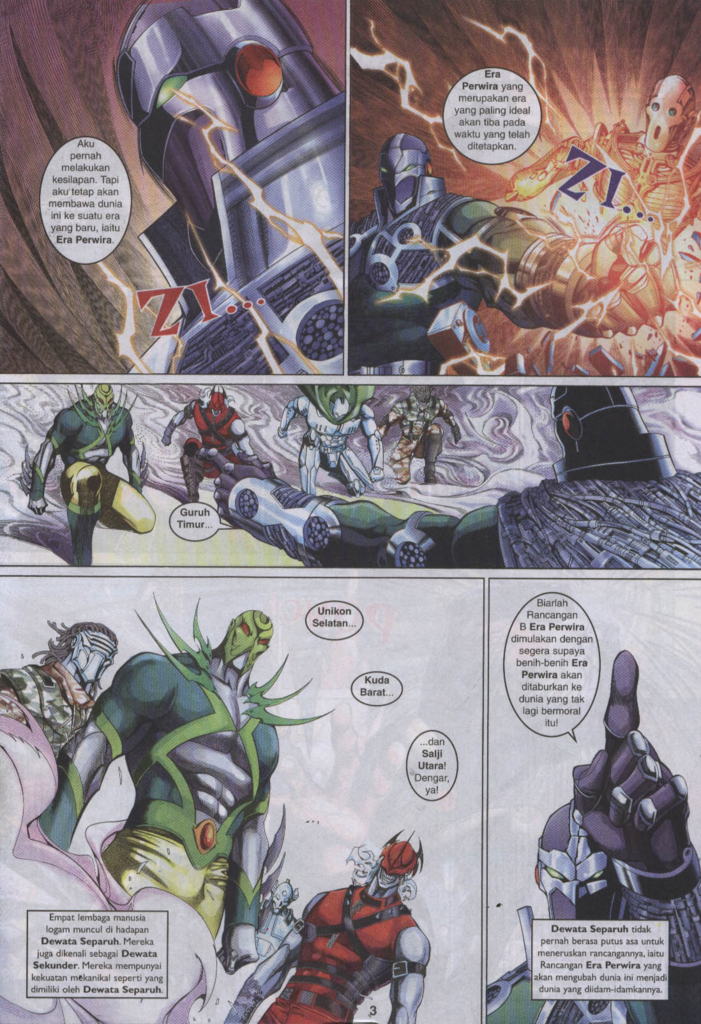 Aku
pernah
melakukan
kesilapan. Tapi
aku tetap akan
membawa dunia
ini ke suatu era
yang baru, iaitu
Era Perwira.
ZI...
Era
Perwira yang
merupakan era
yang paling ideal
akan tiba pada
waktu yang telah
ditetapkan.
ZI...
Guruh
Timur...
Unikon
Selatan...
Kuda
Barat...
...dan
Salji
Utara!
Dengar,
ya!
Empat lembaga manusia
logam muncul di hadapan
Dewata Separuh. Mereka
juga dikenali sebagai Dewata
Sekunder. Mereka mempunyai
kekuatan mekanikal seperti yang
dimiliki oleh Dewata Separuh.
Biarlah
Rancangan
B Era Perwira
dimulakan dengan
segera supaya
benih-benih Era
Perwira akan
ditaburkan ke
dunia yang tak
lagi bermoral
itu!
Dewata Separuh tidak
pernah berasa putus asa untuk
meneruskan rancangannya, iaitu
Rancangan Era Perwira yang
akan mengubah dunia ini menjadi
dunia yang diidam-idamkannya.
3